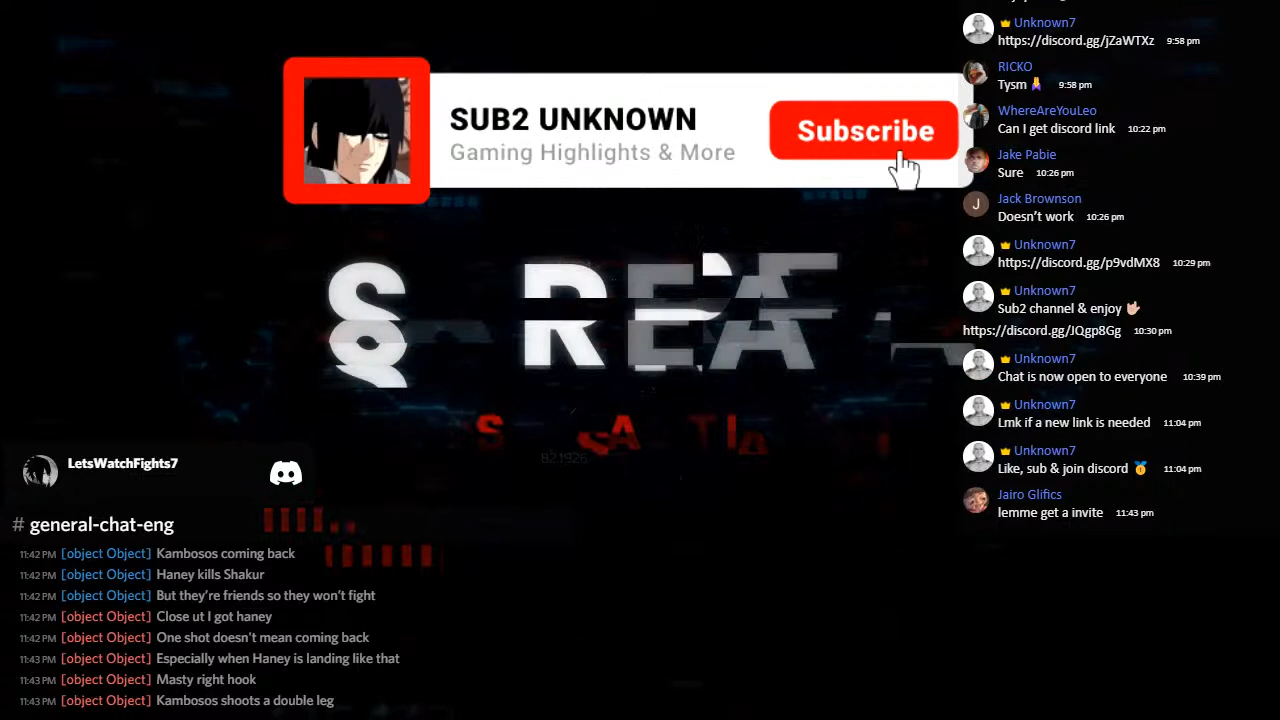 SUB2 UNKNOWN
Gaming Highlights & More
Subscribe
S REA
LetsWatchFights7
# general-chat-eng
11:42 PM [object Object] Kambosos coming back
11:42 PM [object Object] Haney kills Shakur
11:42 PM [object Object] But they're friends so they won't fight
11:42 PM [object Object] Close ut I got haney
11:42 PM [object Object] One shot doesn't mean coming back
11:43 PM [object Object] Especially when Haney is landing like that
11:43 PM [object Object] Masty right hook
11:43 PM [object Object] Kambosos shoots a double leg
Unknown7
https://discord.gg/jZaWTXz 9:58 pm
RICKO
Tysm 9:58 pm
WhereAreYouLeo
Can I get discord link 10:22 pm
Jake Pabie
Sure 10:26 pm
J
Jack Brownson
Doesn't work 10:26 pm
Unknown7
https://discord.gg/p9vdMX8 10:29 pm
Unknown7
Sub2 channel & enjoy 🤟🏼
https://discord.gg/JQgp8Gg 10:30 pm
Unknown7
Chat is now open to everyone 10:39 pm
Unknown7
Lmk if a new link is needed 11:04 pm
Unknown7
Like, sub & join discord 🏅 11:04 pm
Jairo Glifics
lemme get a invite 11:43 pm